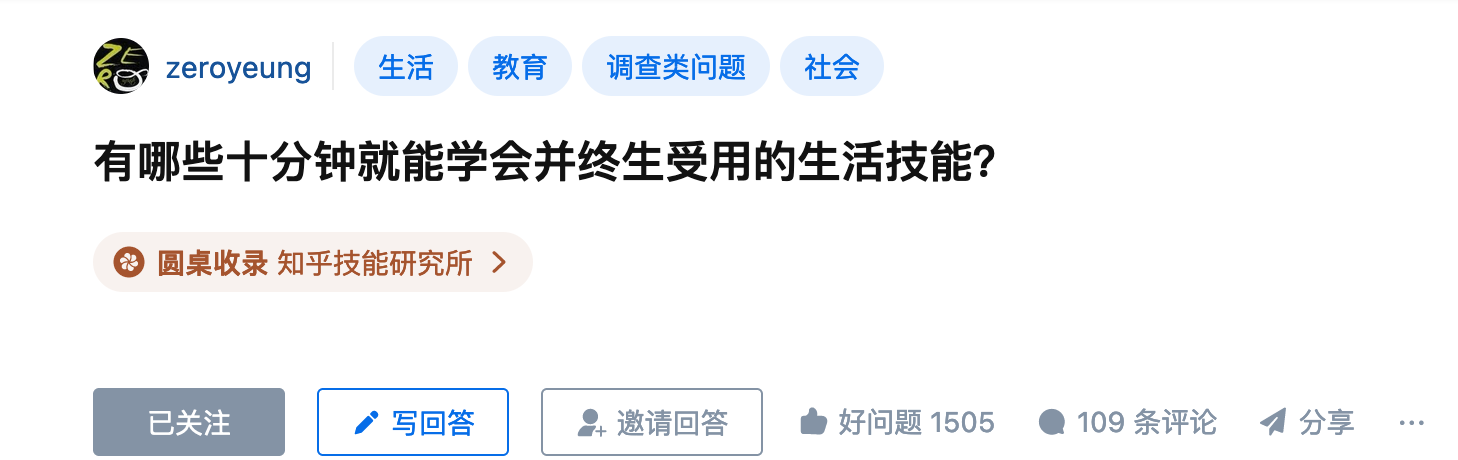 zeroyeung 生活 教育 调查类问题 社会
有哪些十分钟就能学会并终生受用的生活技能?
圆桌收录 知乎技能研究所
已关注 写回答 邀请回答 好问题 1505 109 条评论 分享 ...